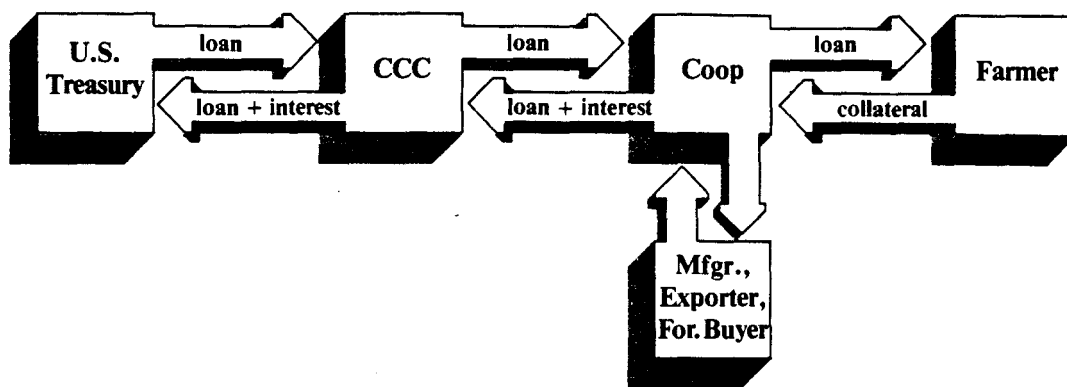 U.S.
Treasury
loan
loan + interest
CCC
loan
loan + interest
Coop
loan
collateral
Farmer
Mfgr.,
Exporter,
For. Buyer